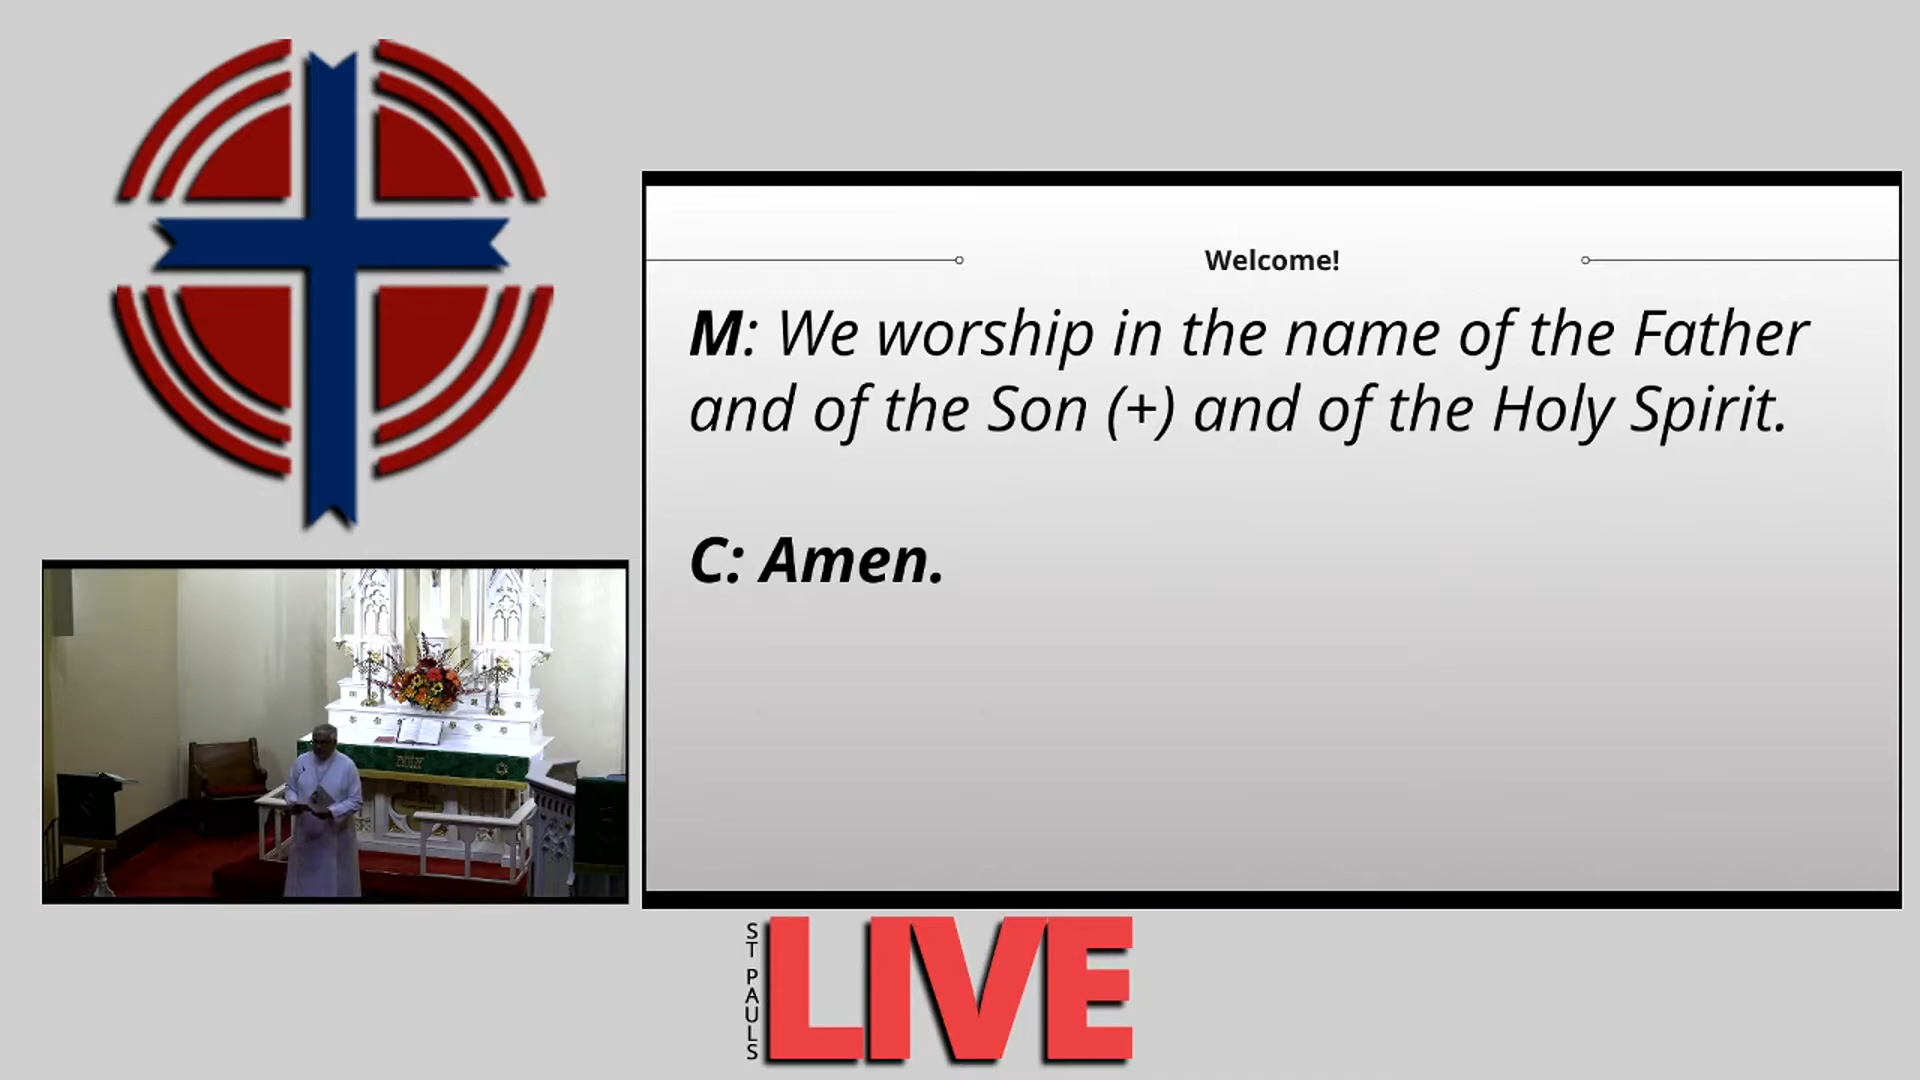 Welcome!
M: We worship in the name of the Father
and of the Son (+) and of the Holy Spirit.
C: Amen.
ST PAULS
LIVE